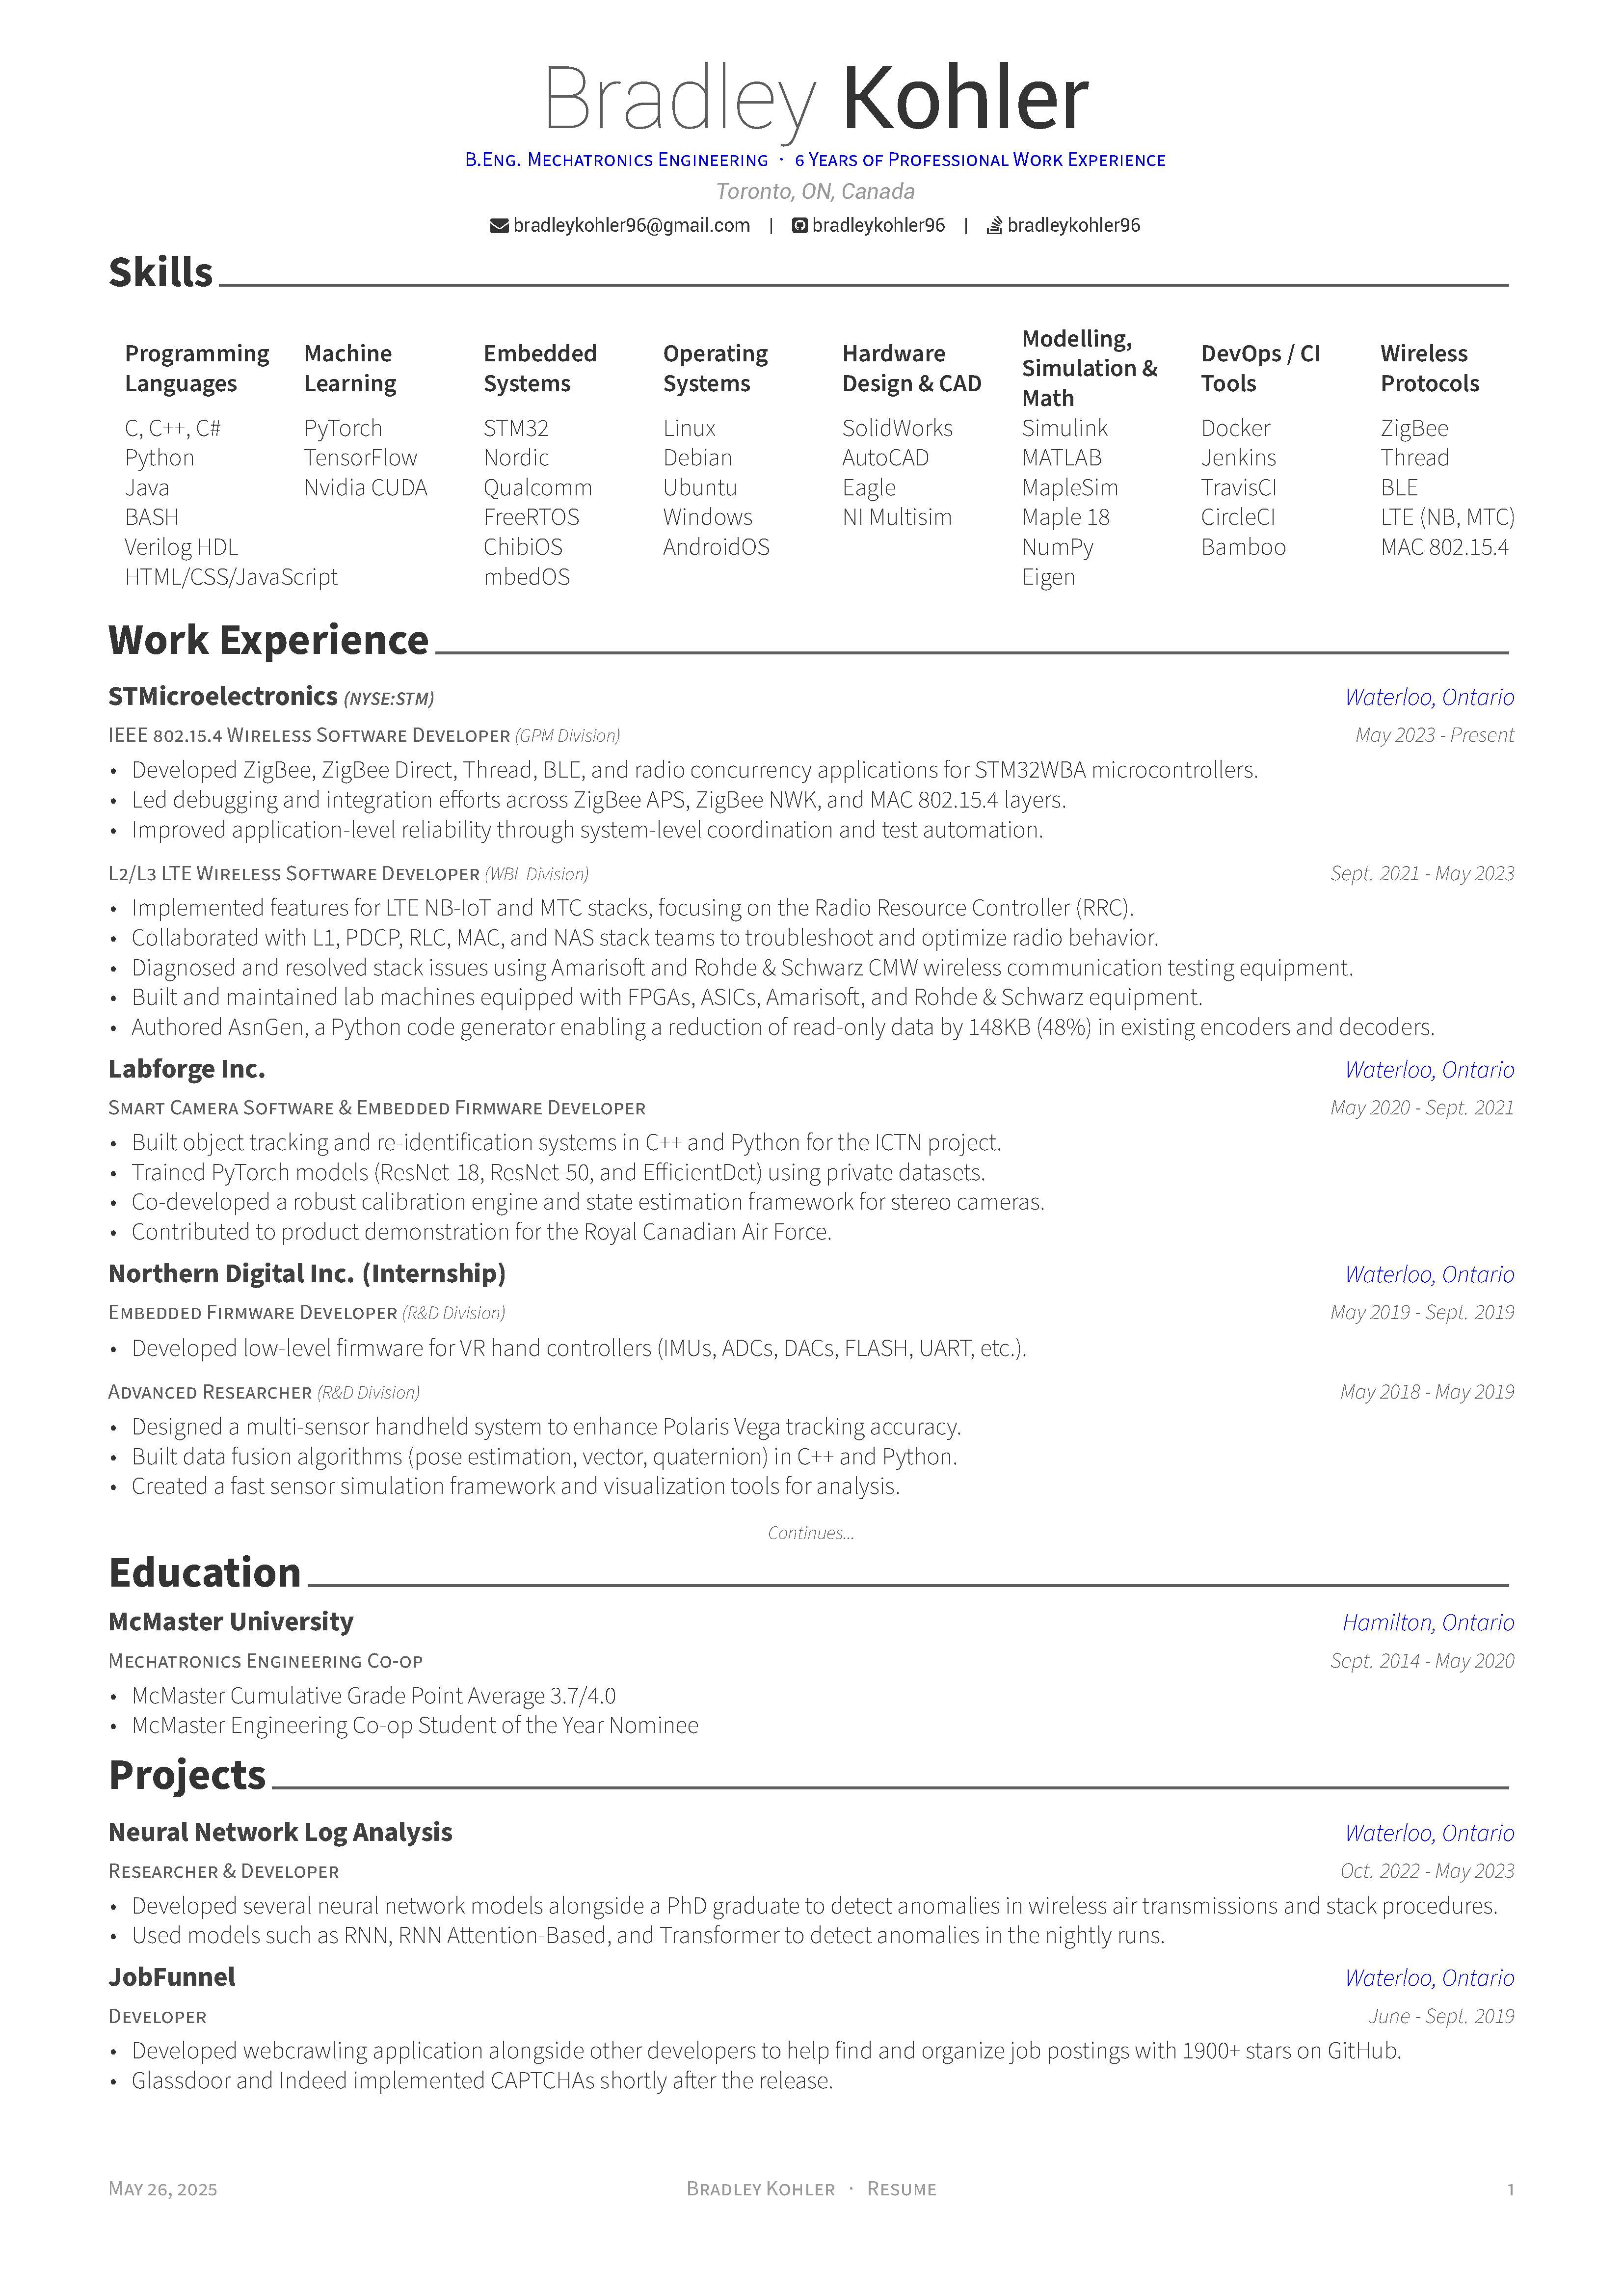 Bradley Kohler
B.Eng. Mechatronics Engineering · 6 Years of Professional Work Experience
Toronto, ON, Canada
bradleykohler96@gmail.com | bradleykohler96 | bradleykohler96
Skills
Programming Languages
C, C++, C#
Python
Java
BASH
Verilog HDL
HTML/CSS/JavaScript
Machine Learning
PyTorch
TensorFlow
Nvidia CUDA
Embedded Systems
STM32
Nordic
Qualcomm
FreeRTOS
ChibiOS
mbedOS
Operating Systems
Linux
Debian
Ubuntu
Windows
AndroidOS
Hardware Design & CAD
SolidWorks
AutoCAD
Eagle
NI Multisim
Modelling, Simulation & Math
Simulink
MATLAB
MapleSim
Maple 18
NumPy
Eigen
DevOps / CI Tools
Docker
Jenkins
TravisCI
CircleCI
Bamboo
Wireless Protocols
ZigBee
Thread
BLE
LTE (NB, MTC)
MAC 802.15.4
Work Experience
STMicroelectronics (NYSE:STM) Waterloo, Ontario
IEEE 802.15.4 Wireless Software Developer (GPM Division) May 2023 - Present
• Developed ZigBee, ZigBee Direct, Thread, BLE, and radio concurrency applications for STM32WBA microcontrollers.
• Led debugging and integration efforts across ZigBee APS, ZigBee NWK, and MAC 802.15.4 layers.
• Improved application-level reliability through system-level coordination and test automation.
L2/L3 LTE Wireless Software Developer (WBL Division) Sept. 2021 - May 2023
• Implemented features for LTE NB-IoT and MTC stacks, focusing on the Radio Resource Controller (RRC).
• Collaborated with L1, PDCP, RLC, MAC, and NAS stack teams to troubleshoot and optimize radio behavior.
• Diagnosed and resolved stack issues using Amarisoft and Rohde & Schwarz CMW wireless communication testing equipment.
• Built and maintained lab machines equipped with FPGAs, ASICs, Amarisoft, and Rohde & Schwarz equipment.
• Authored AsnGen, a Python code generator enabling a reduction of read-only data by 148KB (48%) in existing encoders and decoders.
Labforge Inc. Waterloo, Ontario
Smart Camera Software & Embedded Firmware Developer May 2020 - Sept. 2021
• Built object tracking and re-identification systems in C++ and Python for the ICTN project.
• Trained PyTorch models (ResNet-18, ResNet-50, and EfficientDet) using private datasets.
• Co-developed a robust calibration engine and state estimation framework for stereo cameras.
• Contributed to product demonstration for the Royal Canadian Air Force.
Northern Digital Inc. (Internship) Waterloo, Ontario
Embedded Firmware Developer (R&D Division) May 2019 - Sept. 2019
• Developed low-level firmware for VR hand controllers (IMUs, ADCs, DACs, FLASH, UART, etc.).
Advanced Researcher (R&D Division) May 2018 - May 2019
• Designed a multi-sensor handheld system to enhance Polaris Vega tracking accuracy.
• Built data fusion algorithms (pose estimation, vector, quaternion) in C++ and Python.
• Created a fast sensor simulation framework and visualization tools for analysis.
Continues...
Education
McMaster University Hamilton, Ontario
Mechatronics Engineering Co-op Sept. 2014 - May 2020
• McMaster Cumulative Grade Point Average 3.7/4.0
• McMaster Engineering Co-op Student of the Year Nominee
Projects
Neural Network Log Analysis Waterloo, Ontario
Researcher & Developer Oct. 2022 - May 2023
• Developed several neural network models alongside a PhD graduate to detect anomalies in wireless air transmissions and stack procedures.
• Used models such as RNN, RNN Attention-Based, and Transformer to detect anomalies in the nightly runs.
JobFunnel Waterloo, Ontario
Developer June - Sept. 2019
• Developed webcrawling application alongside other developers to help find and organize job postings with 1900+ stars on GitHub.
• Glassdoor and Indeed implemented CAPTCHAs shortly after the release.
May 26, 2025 Bradley Kohler · Resume 1